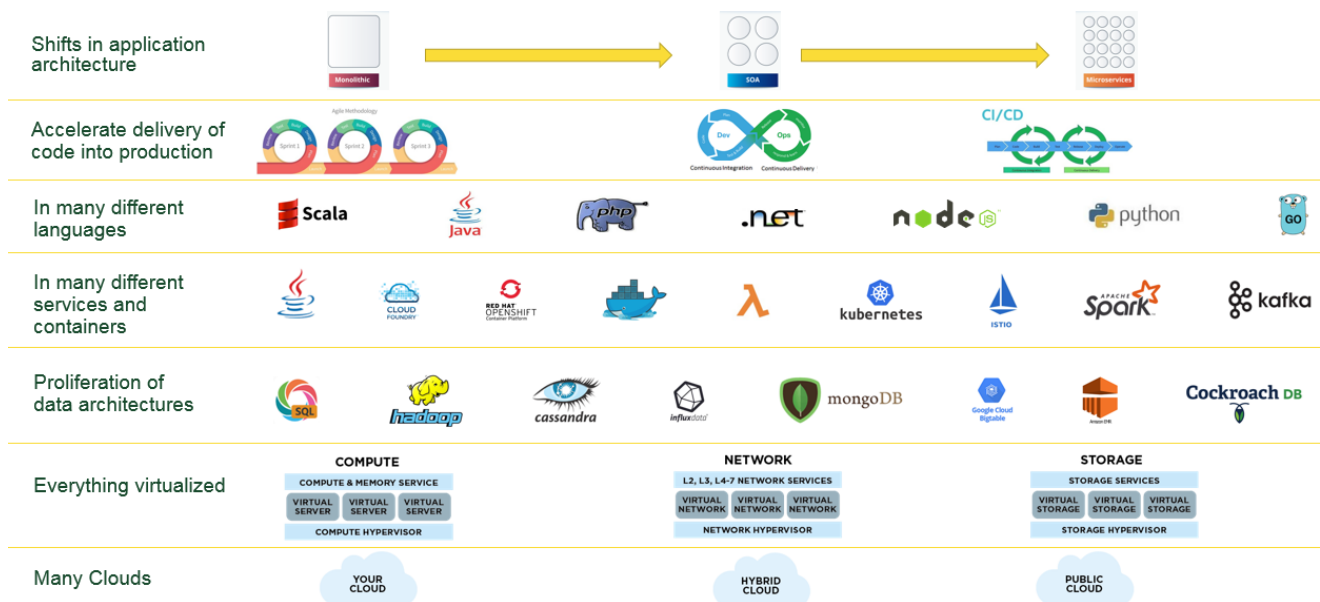 Shifts in application
architecture
Monolithic
SOA
Microservices
Accelerate delivery of
code into production
Agile Methodology
Sprint 1
Sprint 2
Sprint 3
Dev
Ops
Continuous Integration
Continuous Delivery
CI/CD
In many different
languages
Scala
Java
php
.net
node
JS
python
GO
In many different
services and
containers
CLOUD
FOUNDRY
RED HAT
OPENSHIFT
Container Platform
kubernetes
ISTIO
APACHE
Spark
kafka
Proliferation of
data architectures
SQL
hadoop
cassandra
influxdata
mongoDB
Google Cloud
Bigtable
Amazon EMR
Cockroach DB
Everything virtualized
COMPUTE
COMPUTE & MEMORY SERVICE
VIRTUAL SERVER
VIRTUAL SERVER
VIRTUAL SERVER
COMPUTE HYPERVISOR
NETWORK
L2, L3, L4-7 NETWORK SERVICES
VIRTUAL NETWORK
VIRTUAL NETWORK
VIRTUAL NETWORK
NETWORK HYPERVISOR
STORAGE
STORAGE SERVICES
VIRTUAL STORAGE
VIRTUAL STORAGE
VIRTUAL STORAGE
STORAGE HYPERVISOR
Many Clouds
YOUR
CLOUD
HYBRID
CLOUD
PUBLIC
CLOUD